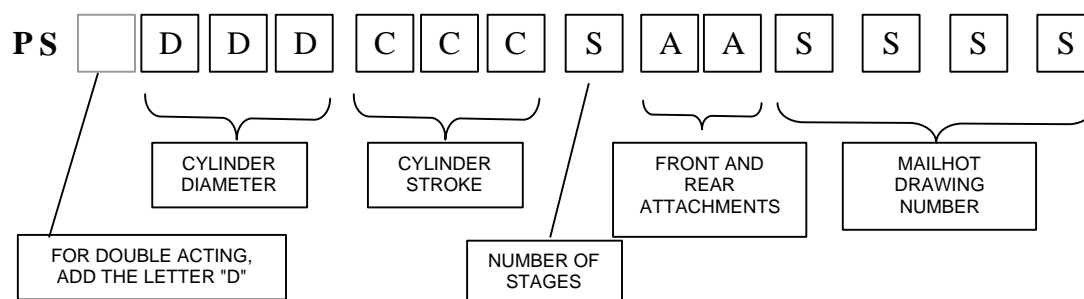 PS D D D C C C S A A S S S S
CYLINDER
DIAMETER
CYLINDER
STROKE
FRONT AND
REAR
ATTACHMENTS
MAILHOT
DRAWING
NUMBER
FOR DOUBLE ACTING,
ADD THE LETTER "D"
NUMBER OF
STAGES